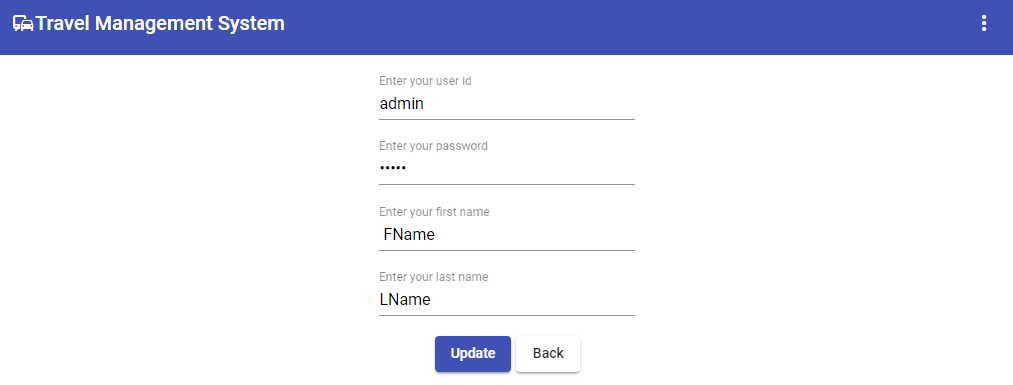 Travel Management System
Enter your user id
admin
Enter your password
•••••
Enter your first name
FName
Enter your last name
LName
Update Back